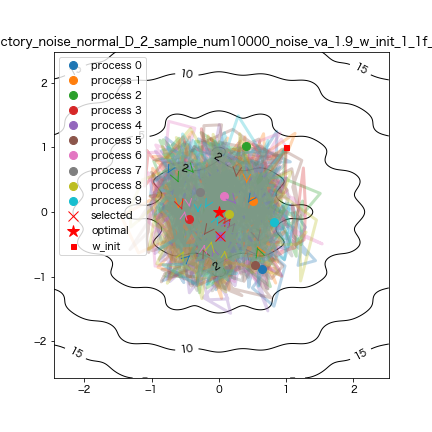 ctory_noise_normal_D_2_sample_num10000_noise_va_1.9_w_init_1_1f_
process 0
process 1
process 2
process 3
process 4
process 5
process 6
process 7
process 8
process 9
selected
optimal
w_init
15
10
15
2
2
2
10
15
15
2
1
0
−1
−2
−2
−1
0
1
2